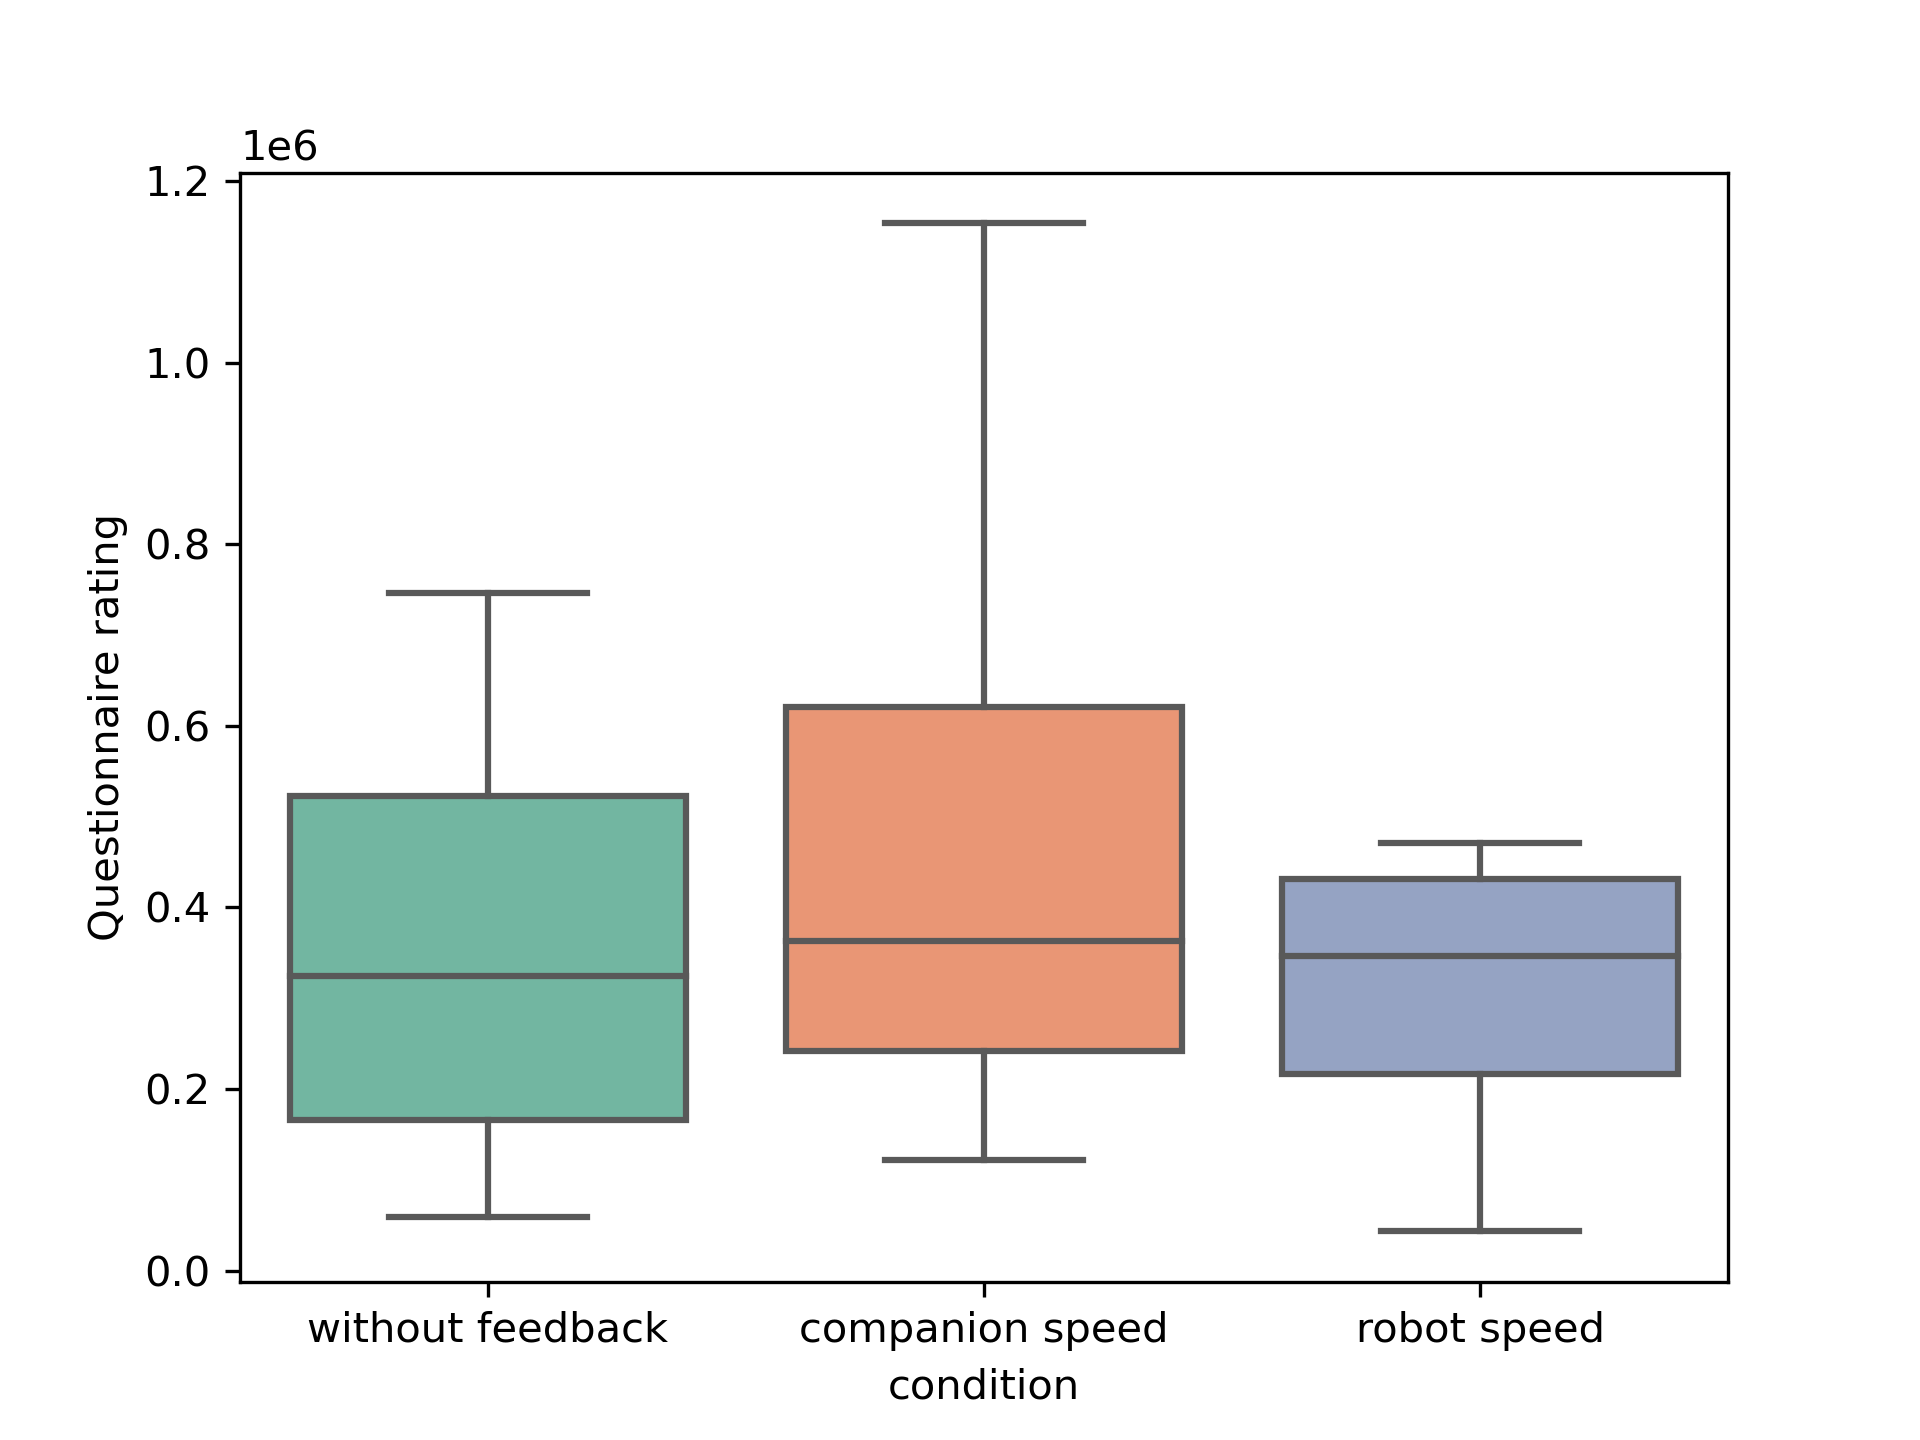 1e6
1.2
1.0
0.8
0.6
0.4
0.2
0.0
Questionnaire rating
without feedback companion speed robot speed
condition